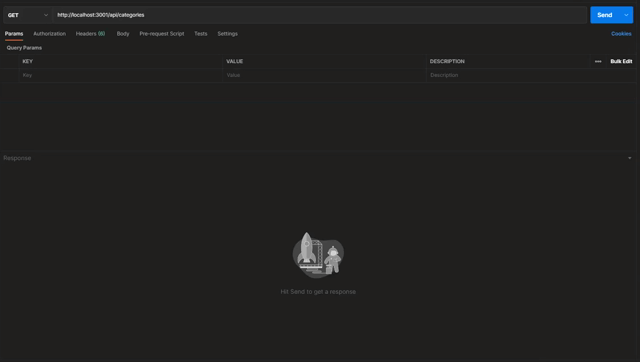 GET http://localhost:3001/api/categories Send
Params Authorization Headers (6) Body Pre-request Script Tests Settings Cookies
Query Params
KEY VALUE DESCRIPTION ••• Bulk Edit
Key Value Description
Response
Hit Send to get a response